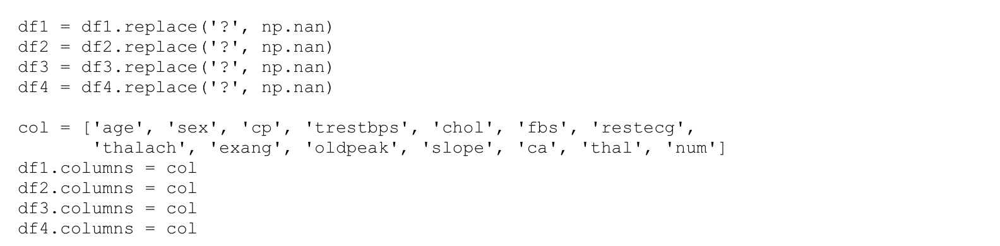 df1 = df1.replace('?', np.nan)
df2 = df2.replace('?', np.nan)
df3 = df3.replace('?', np.nan)
df4 = df4.replace('?', np.nan)

col = ['age', 'sex', 'cp', 'trestbps', 'chol', 'fbs', 'restecg',
       'thalach', 'exang', 'oldpeak', 'slope', 'ca', 'thal', 'num']
df1.columns = col
df2.columns = col
df3.columns = col
df4.columns = col